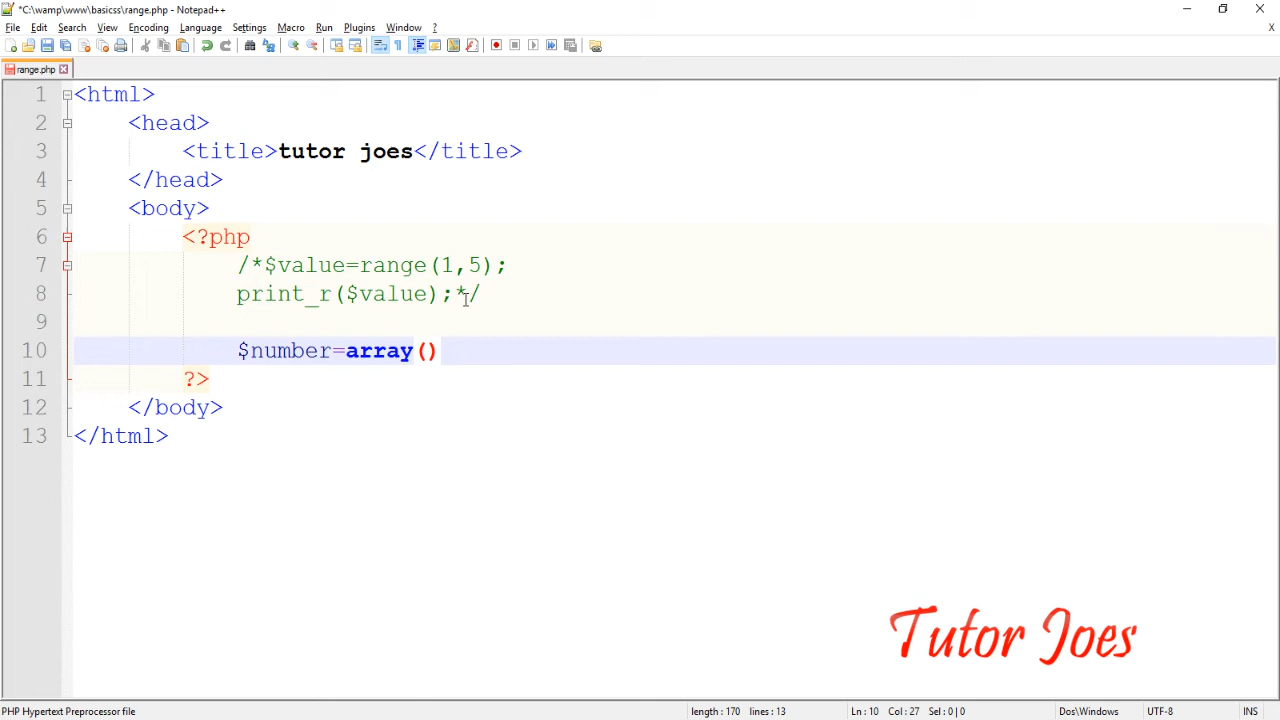 *C:\wamp\www\basicss\range.php - Notepad++
File Edit Search View Encoding Language Settings Macro Run Plugins Window ?
X
range.php
1 <html>
2 <head>
3 <title>tutor joes</title>
4 </head>
5 <body>
6 <?php
7 /*$value=range(1,5);
8 print_r($value);*/
9
10 $number=array()
11 ?>
12 </body>
13 </html>
Tutor Joes
PHP Hypertext Preprocessor file length : 170 lines : 13 Ln : 10 Col : 27 Sel : 0 | 0 Dos\Windows UTF-8 INS